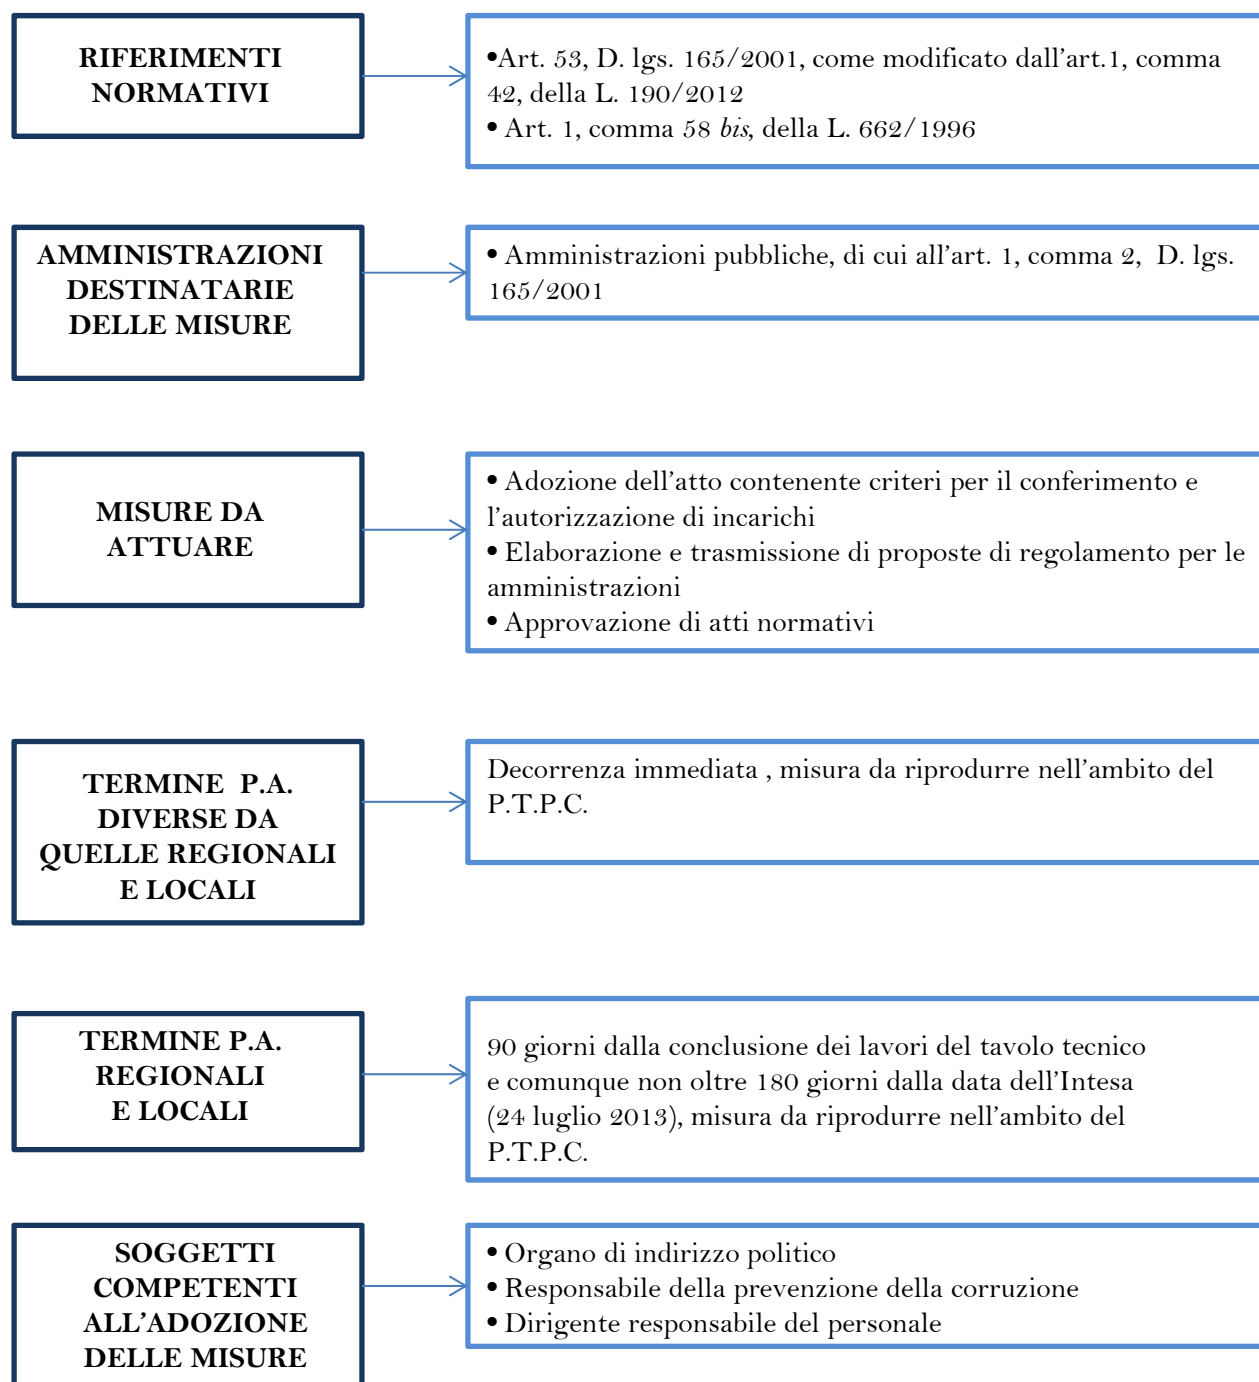 RIFERIMENTI
NORMATIVI
•Art. 53, D. lgs. 165/2001, come modificato dall’art.1, comma
42, della L. 190/2012
• Art. 1, comma 58 bis, della L. 662/1996
AMMINISTRAZIONI
DESTINATARIE
DELLE MISURE
• Amministrazioni pubbliche, di cui all’art. 1, comma 2, D. lgs.
165/2001
MISURE DA
ATTUARE
• Adozione dell’atto contenente criteri per il conferimento e
l’autorizzazione di incarichi
• Elaborazione e trasmissione di proposte di regolamento per le
amministrazioni
• Approvazione di atti normativi
TERMINE P.A.
DIVERSE DA
QUELLE REGIONALI
E LOCALI
Decorrenza immediata , misura da riprodurre nell’ambito del
P.T.P.C.
TERMINE P.A.
REGIONALI
E LOCALI
90 giorni dalla conclusione dei lavori del tavolo tecnico
e comunque non oltre 180 giorni dalla data dell’Intesa
(24 luglio 2013), misura da riprodurre nell’ambito del
P.T.P.C.
SOGGETTI
COMPETENTI
ALL’ADOZIONE
DELLE MISURE
• Organo di indirizzo politico
• Responsabile della prevenzione della corruzione
• Dirigente responsabile del personale